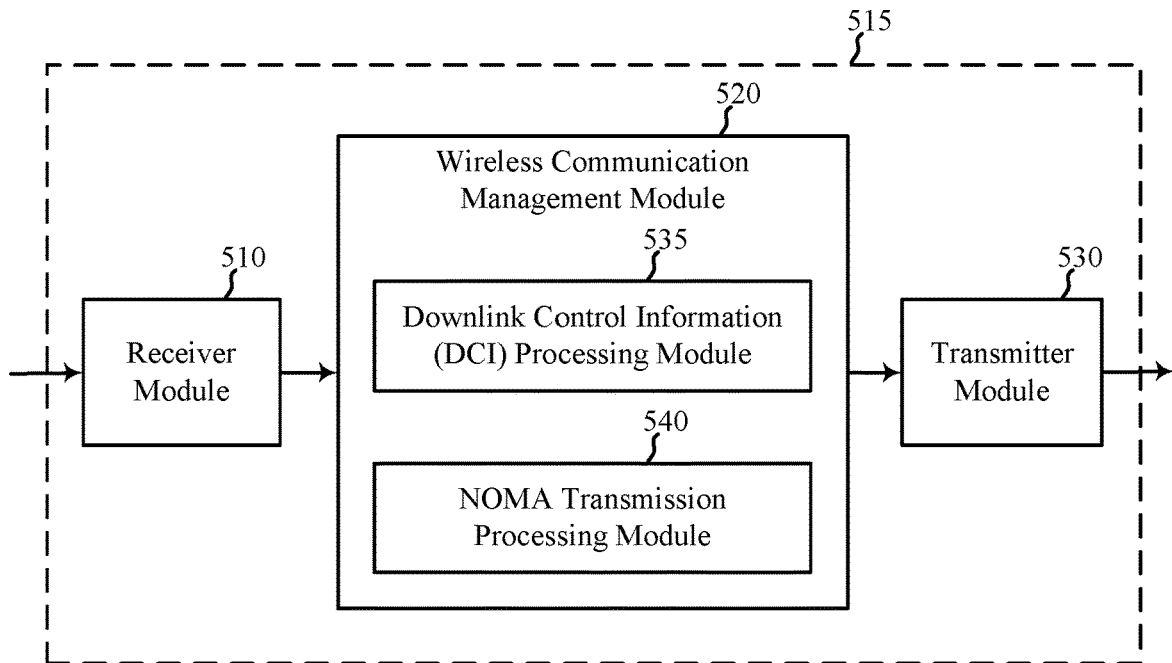 515
520
Wireless Communication
Management Module
510
535
530
Receiver
Module
Downlink Control Information
(DCI) Processing Module
Transmitter
Module
540
NOMA Transmission
Processing Module